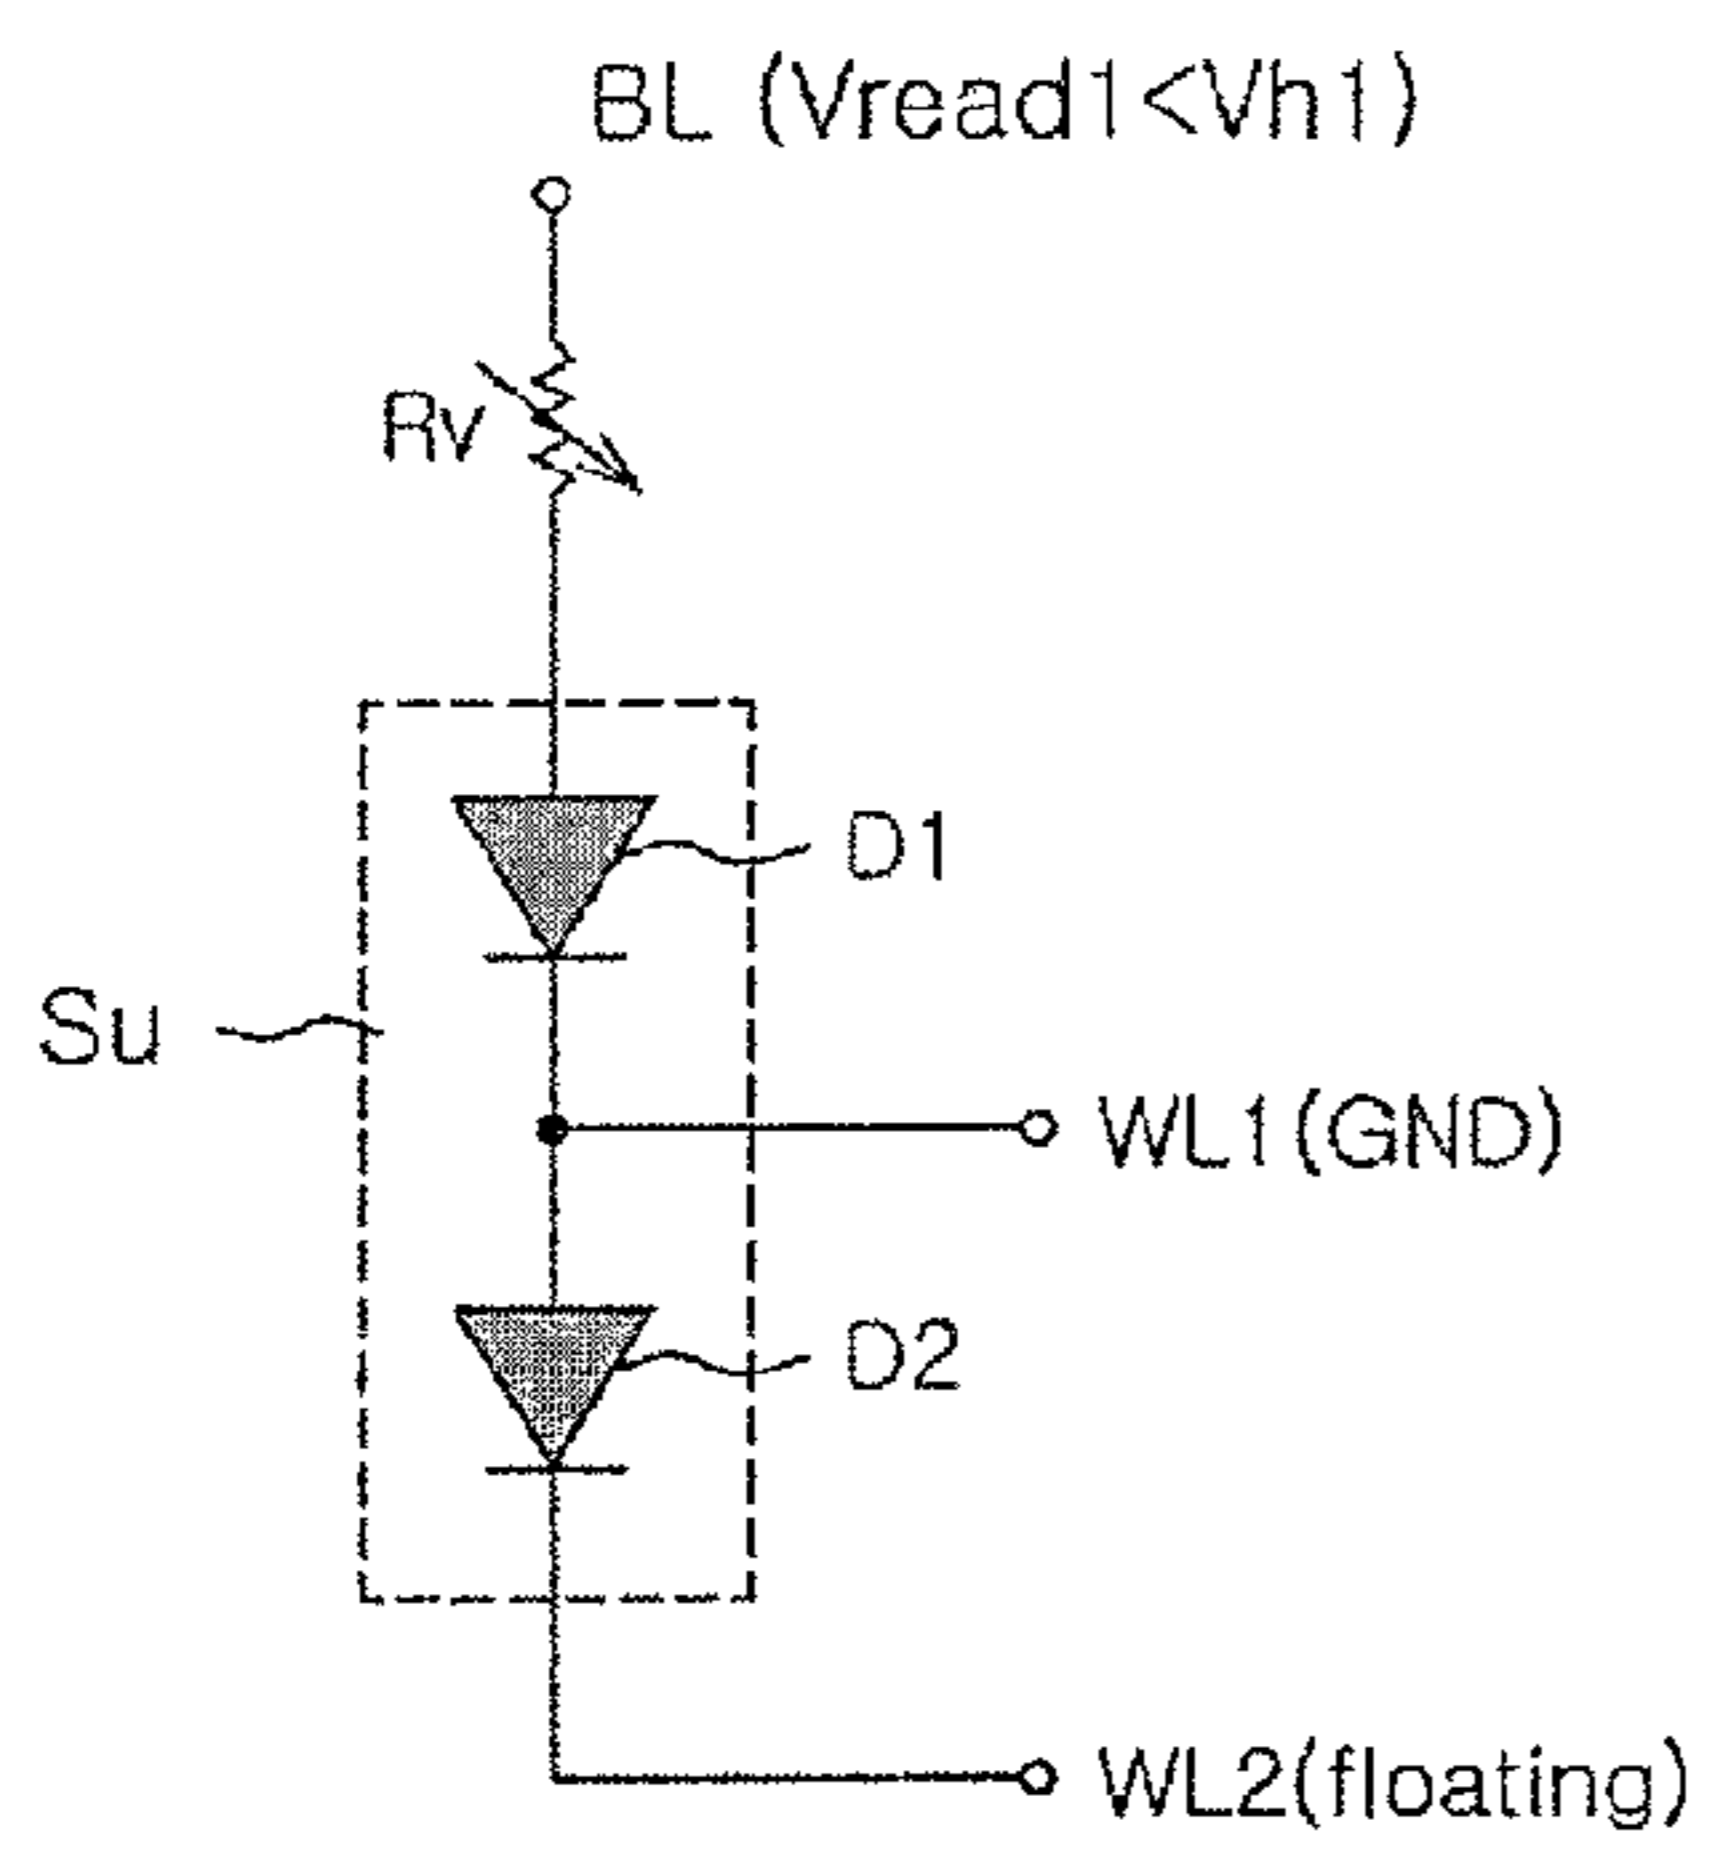 BL (Vread1<Vh1)
Rv
D1
Su
WL1(GND)
D2
WL2(floating)